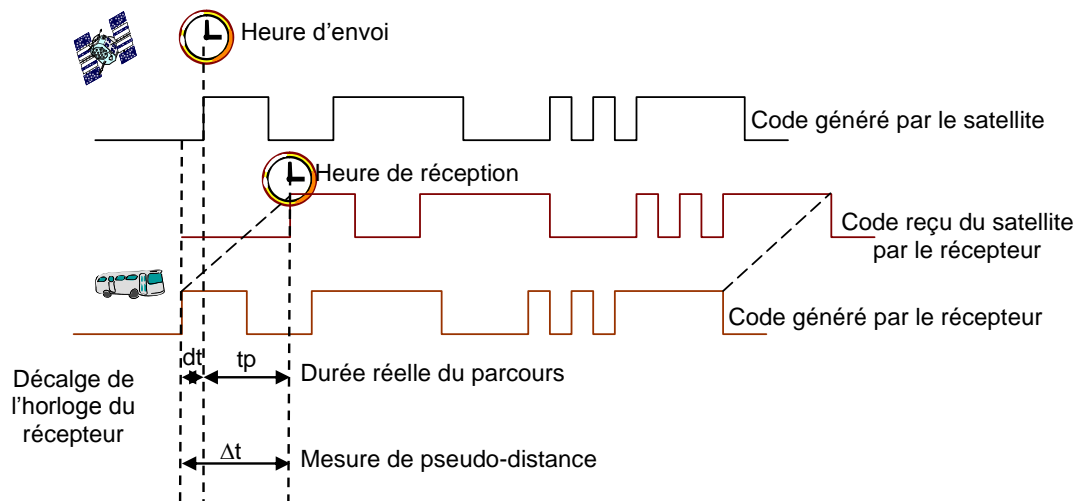 Heure d'envoi
Code généré par le satellite
Heure de réception
Code reçu du satellite
par le récepteur
Code généré par le récepteur
dt
tp
Durée réelle du parcours
Décalge de
l'horloge du
récepteur
Δt
Mesure de pseudo-distance